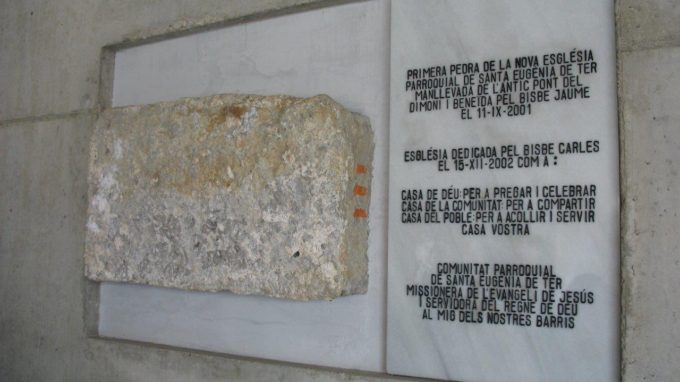 PRIMERA PEDRA DE LA NOVA ESGLÉSIA
PARROQUIAL DE SANTA EUGÈNIA DE TER
MANLLEVADA DE L'ANTIC PONT DEL
DIMONI I BENEÏDA PEL BISBE JAUME
EL 11-IX-2001
ESGLÉSIA DEDICADA PEL BISBE CARLES
EL 15-XII-2002 COM A:
CASA DE DÉU: PER A PREGAR I CELEBRAR
CASA DE LA COMUNITAT: PER A COMPARTIR
CASA DEL POBLE: PER A ACOLLIR I SERVIR
CASA VOSTRA
COMUNITAT PARROQUIAL
DE SANTA EUGÈNIA DE TER
MISSIONERA DE L'EVANGELI DE JESÚS
I SERVIDORA DEL REGNE DE DÉU
AL MIG DELS NOSTRES BARRIS